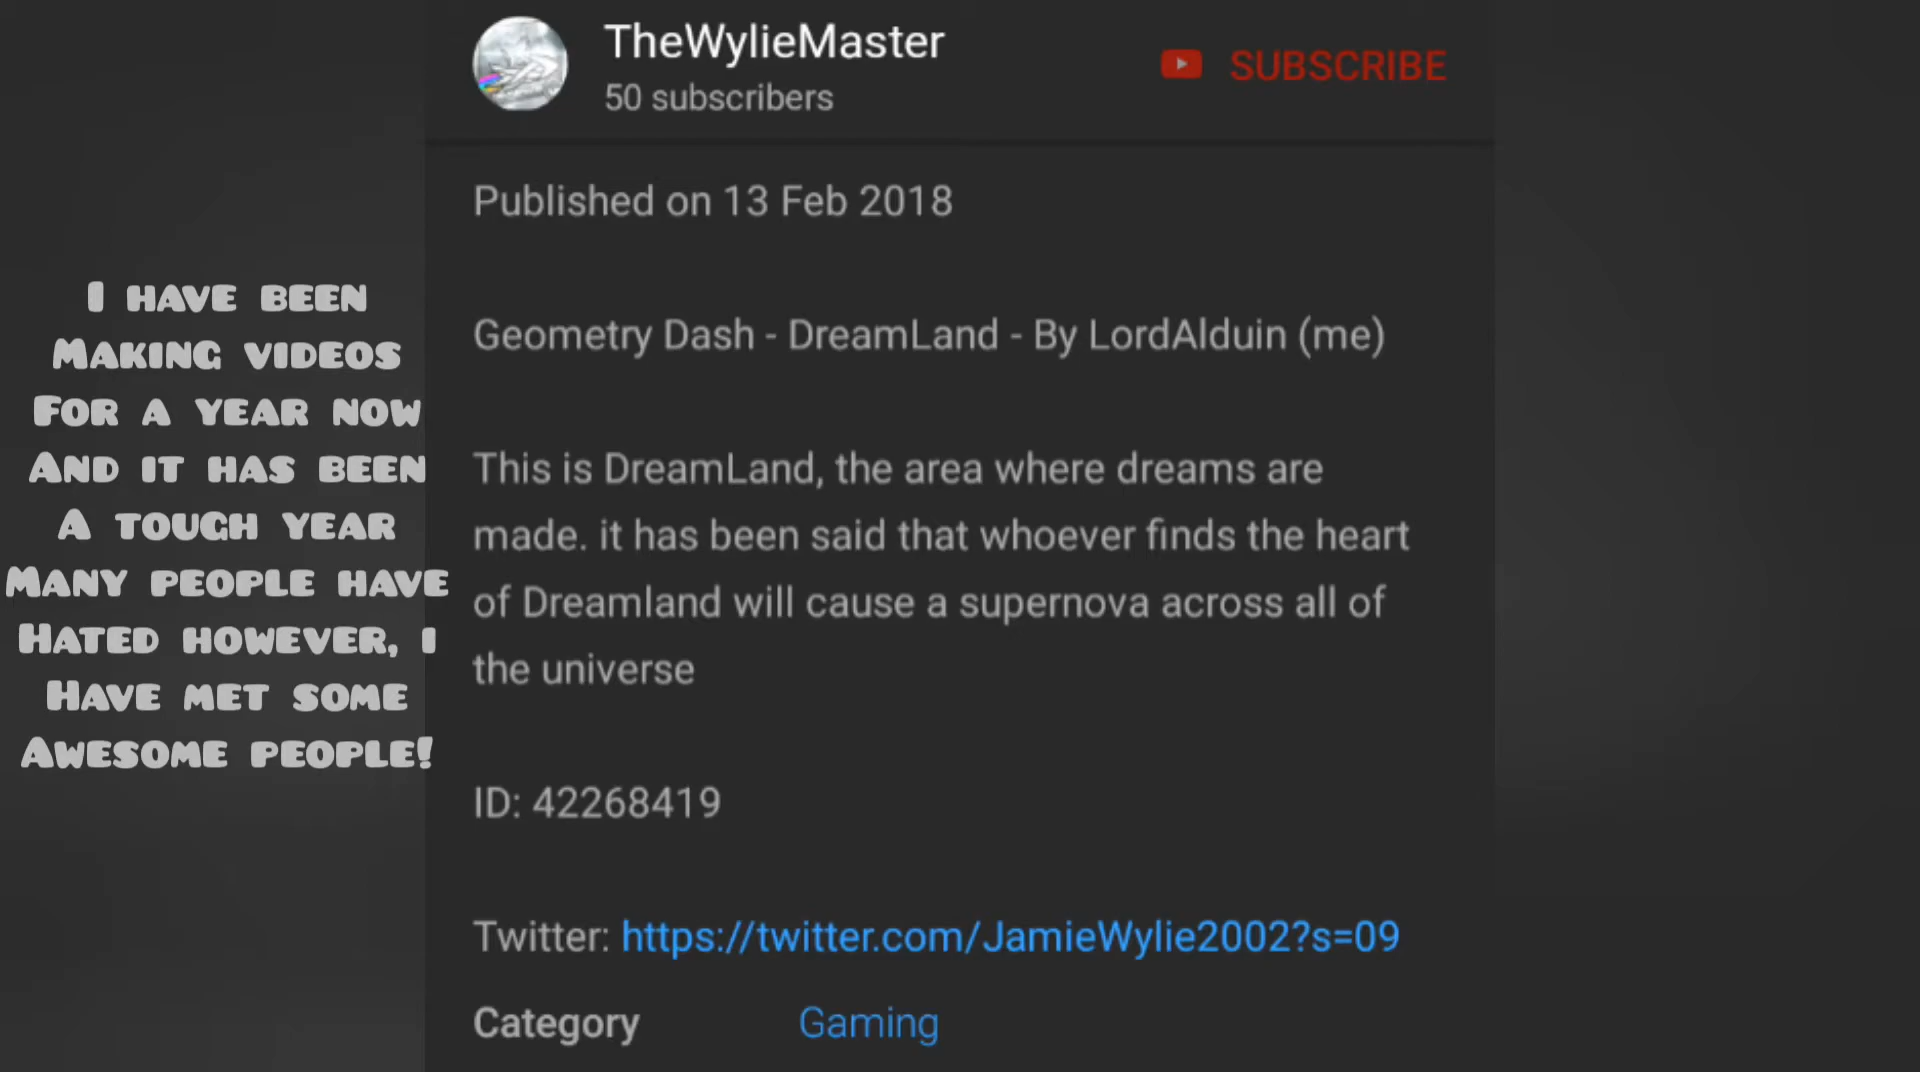 TheWylieMaster
50 subscribers
SUBSCRIBE
Published on 13 Feb 2018
Geometry Dash - DreamLand - By LordAlduin (me)
This is DreamLand, the area where dreams are
made. it has been said that whoever finds the heart
of Dreamland will cause a supernova across all of
the universe
ID: 42268419
Twitter: https://twitter.com/JamieWylie2002?s=09
Category Gaming
I have been
Making videos
For a year now
And it has been
A tough year
Many people have
Hated however, i
Have met some
Awesome people!